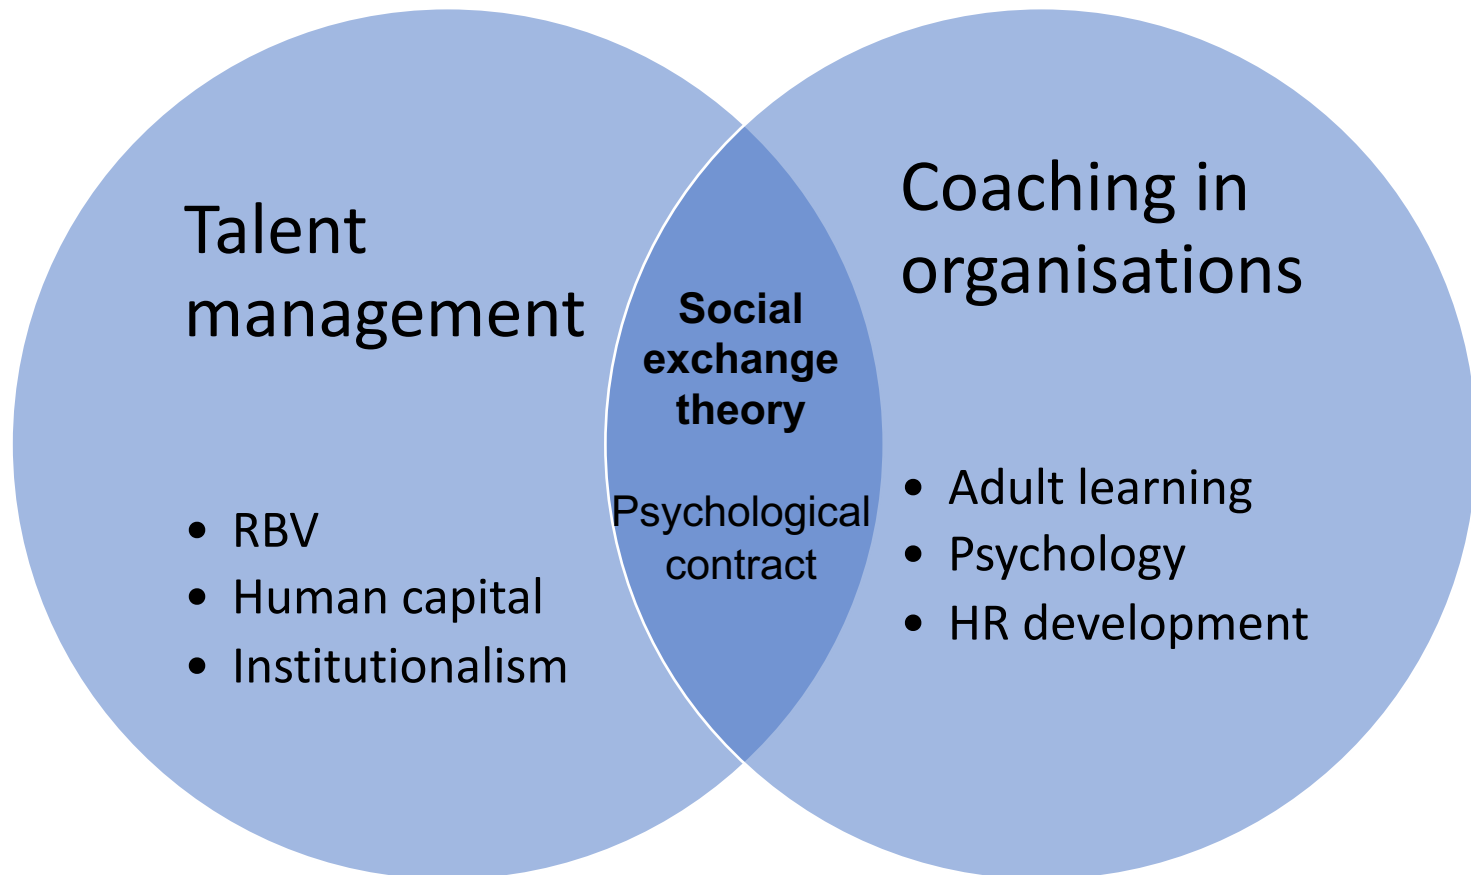 Talent
management
• RBV
• Human capital
• Institutionalism
Social
exchange
theory
Psychological
contract
Coaching in
organisations
• Adult learning
• Psychology
• HR development